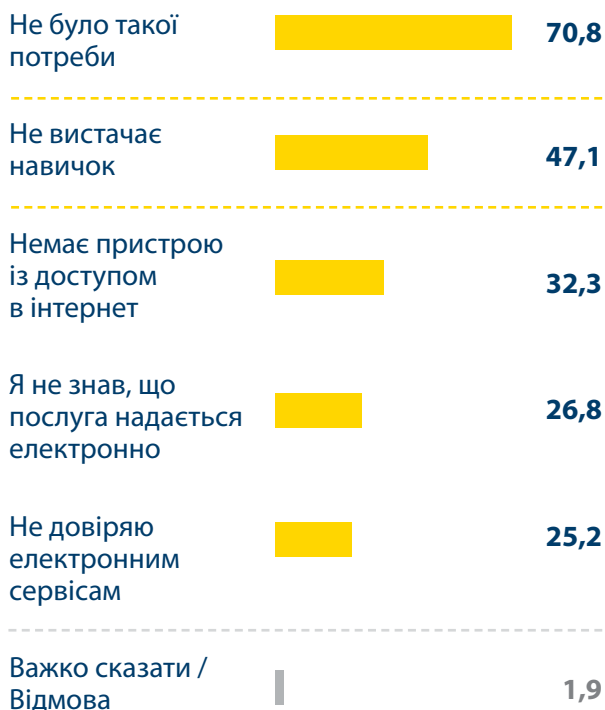 Не було такої
потреби
70,8
Не вистачає
навичок
47,1
Немає пристрою
із доступом
в інтернет
32,3
Я не знав, що
послуга надається
електронно
26,8
Не довіряю
електронним
сервісам
25,2
Важко сказати /
Відмова
1,9